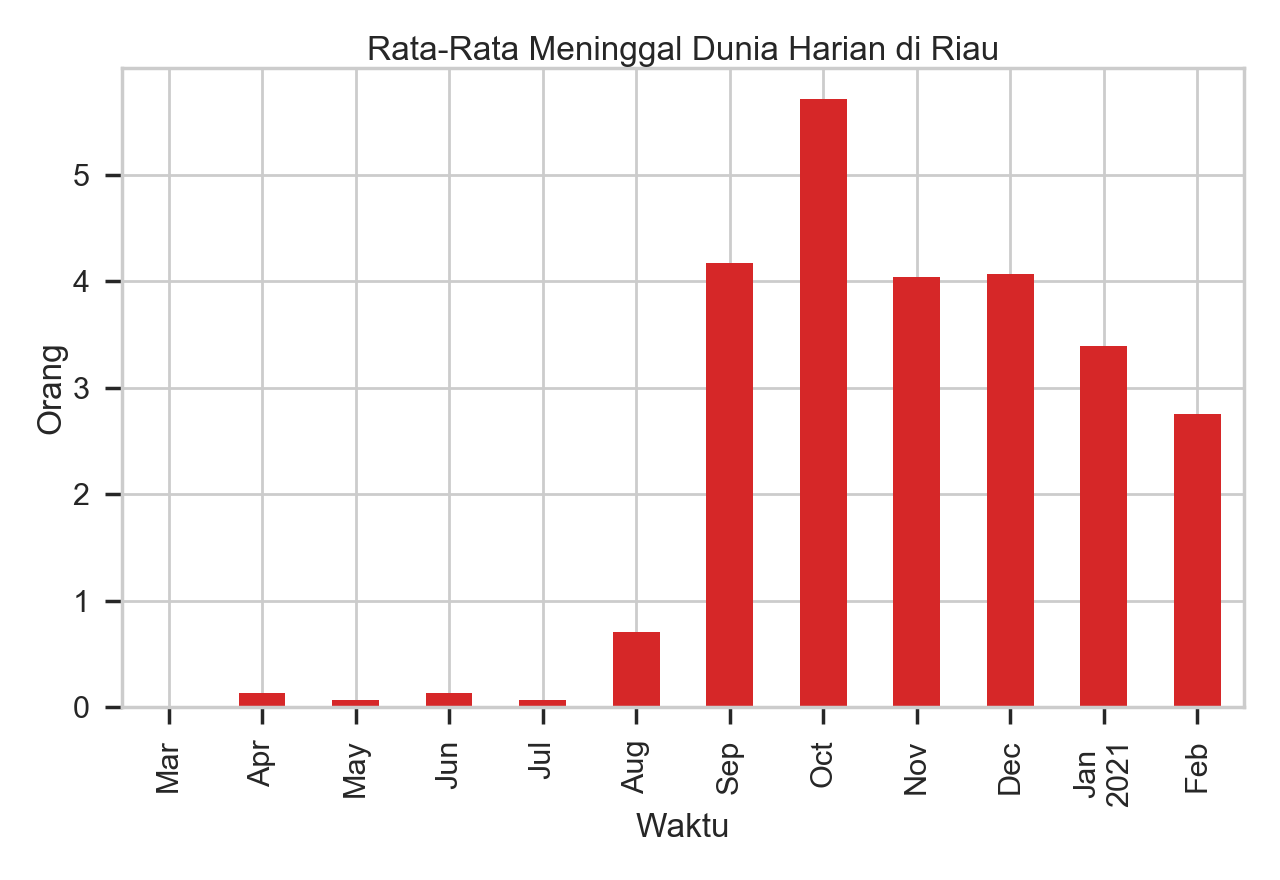 Rata-Rata Meninggal Dunia Harian di Riau
Orang
5
4
3
2
1
0
Mar
Apr
May
Jun
Jul
Aug
Sep
Oct
Nov
Dec
Jan
2021
Feb
Waktu